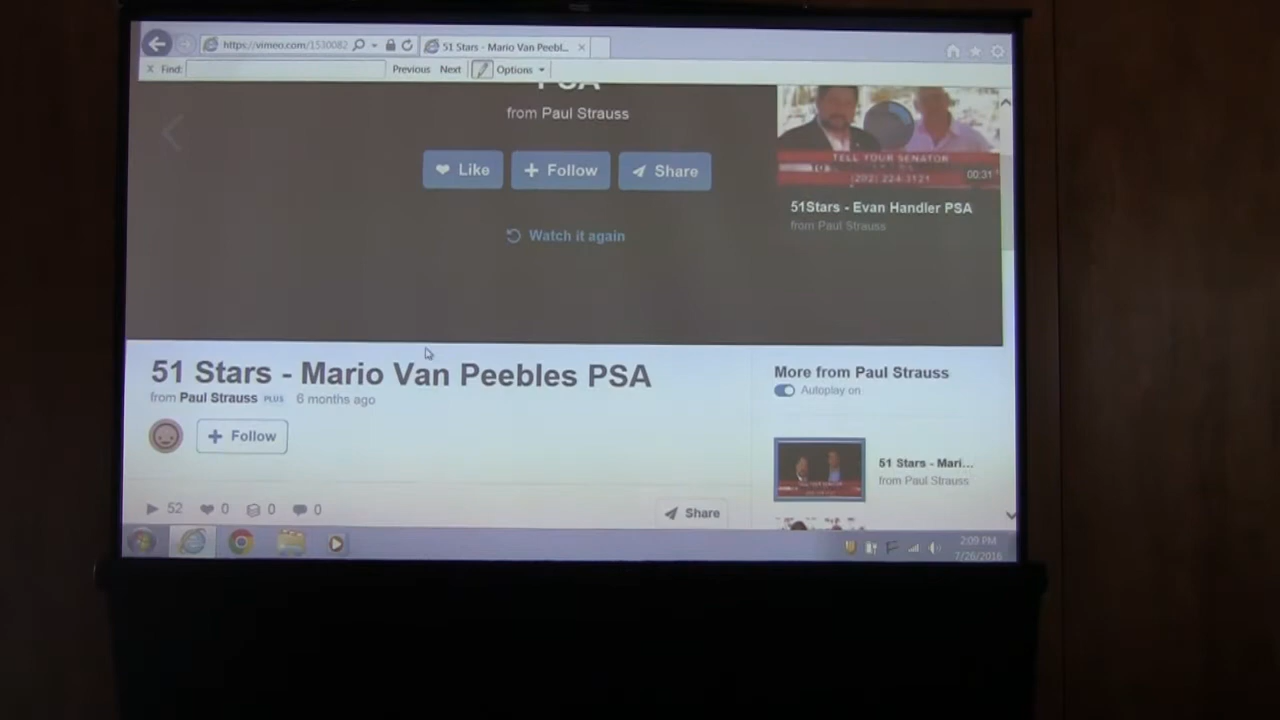 https://vimeo.com/1530082
51 Stars - Mario Van Peebl...
x Find:
Previous Next Options
PSA
from Paul Strauss
Like
Follow
Share
Watch it again
TELL YOUR SENATOR
(202) 224-3121
00:31
51Stars - Evan Handler PSA
from Paul Strauss
51 Stars - Mario Van Peebles PSA
from Paul Strauss PLUS 6 months ago
Follow
52 0 0 0
Share
More from Paul Strauss
Autoplay on
51 Stars - Mari...
from Paul Strauss
2:09 PM
7/26/2016